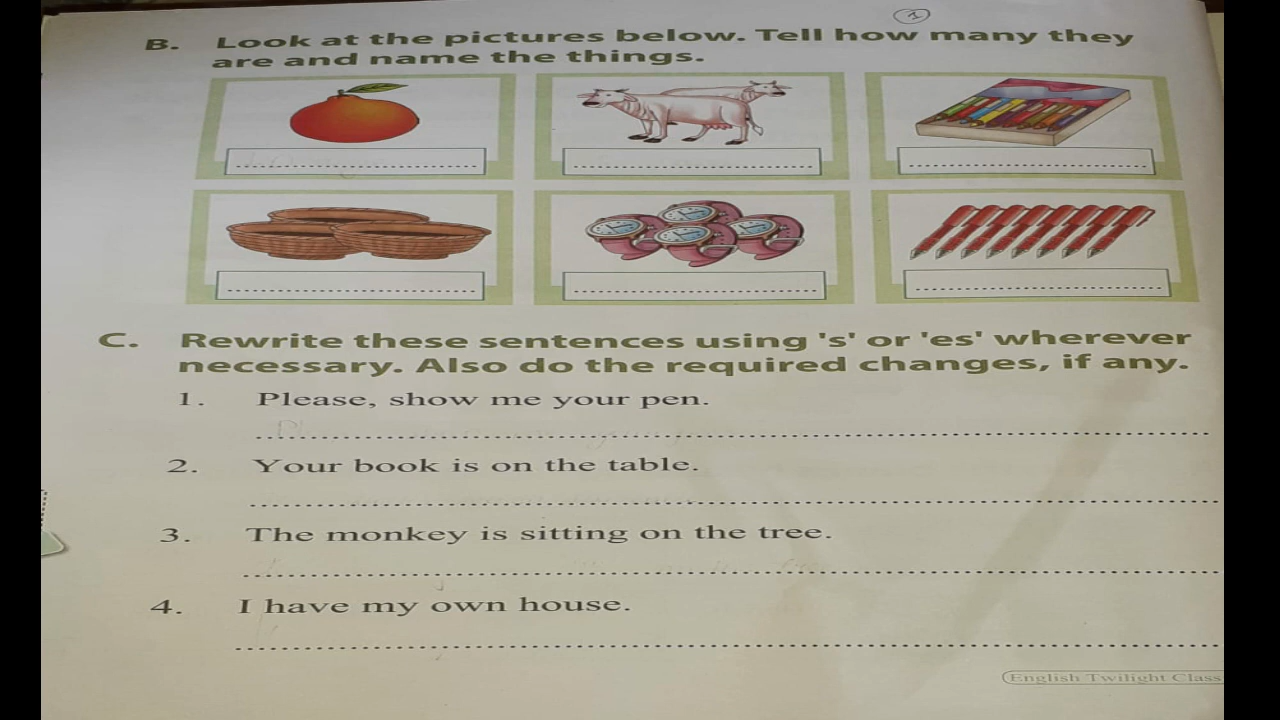 1
B. Look at the pictures below. Tell how many they
are and name the things.
C. Rewrite these sentences using 's' or 'es' wherever
necessary. Also do the required changes, if any.
1. Please, show me your pen.
2. Your book is on the table.
3. The monkey is sitting on the tree.
4. I have my own house.
English Twilight Class